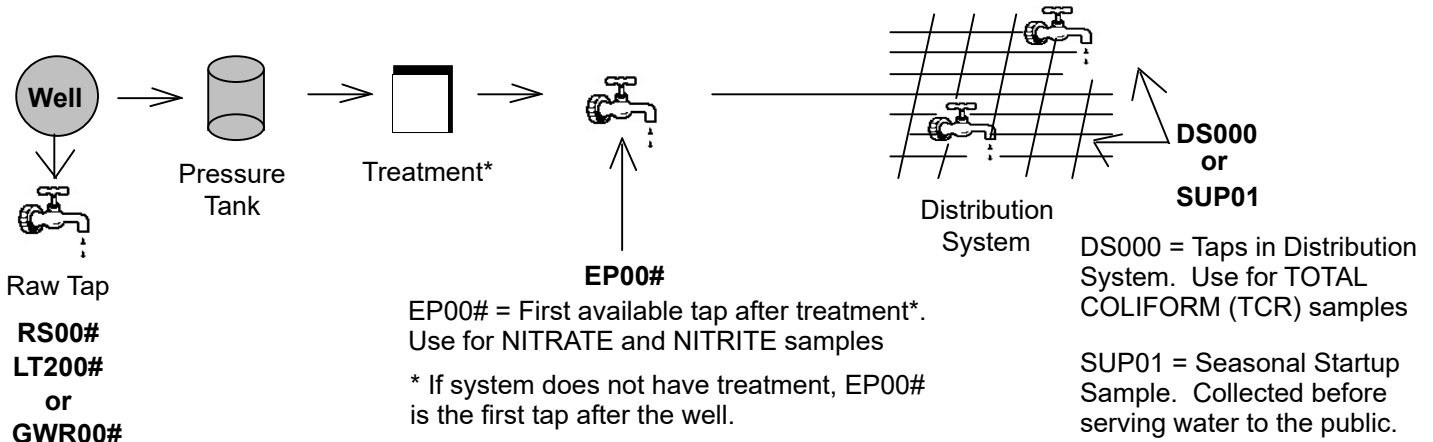 Well
Raw Tap
RS00#
LT200#
or
GWR00#
Pressure
Tank
Treatment*
EP00#
EP00# = First available tap after treatment*.
Use for NITRATE and NITRITE samples
* If system does not have treatment, EP00#
is the first tap after the well.
Distribution
System
DS000
or
SUP01
DS000 = Taps in Distribution
System. Use for TOTAL
COLIFORM (TCR) samples
SUP01 = Seasonal Startup
Sample. Collected before
serving water to the public.